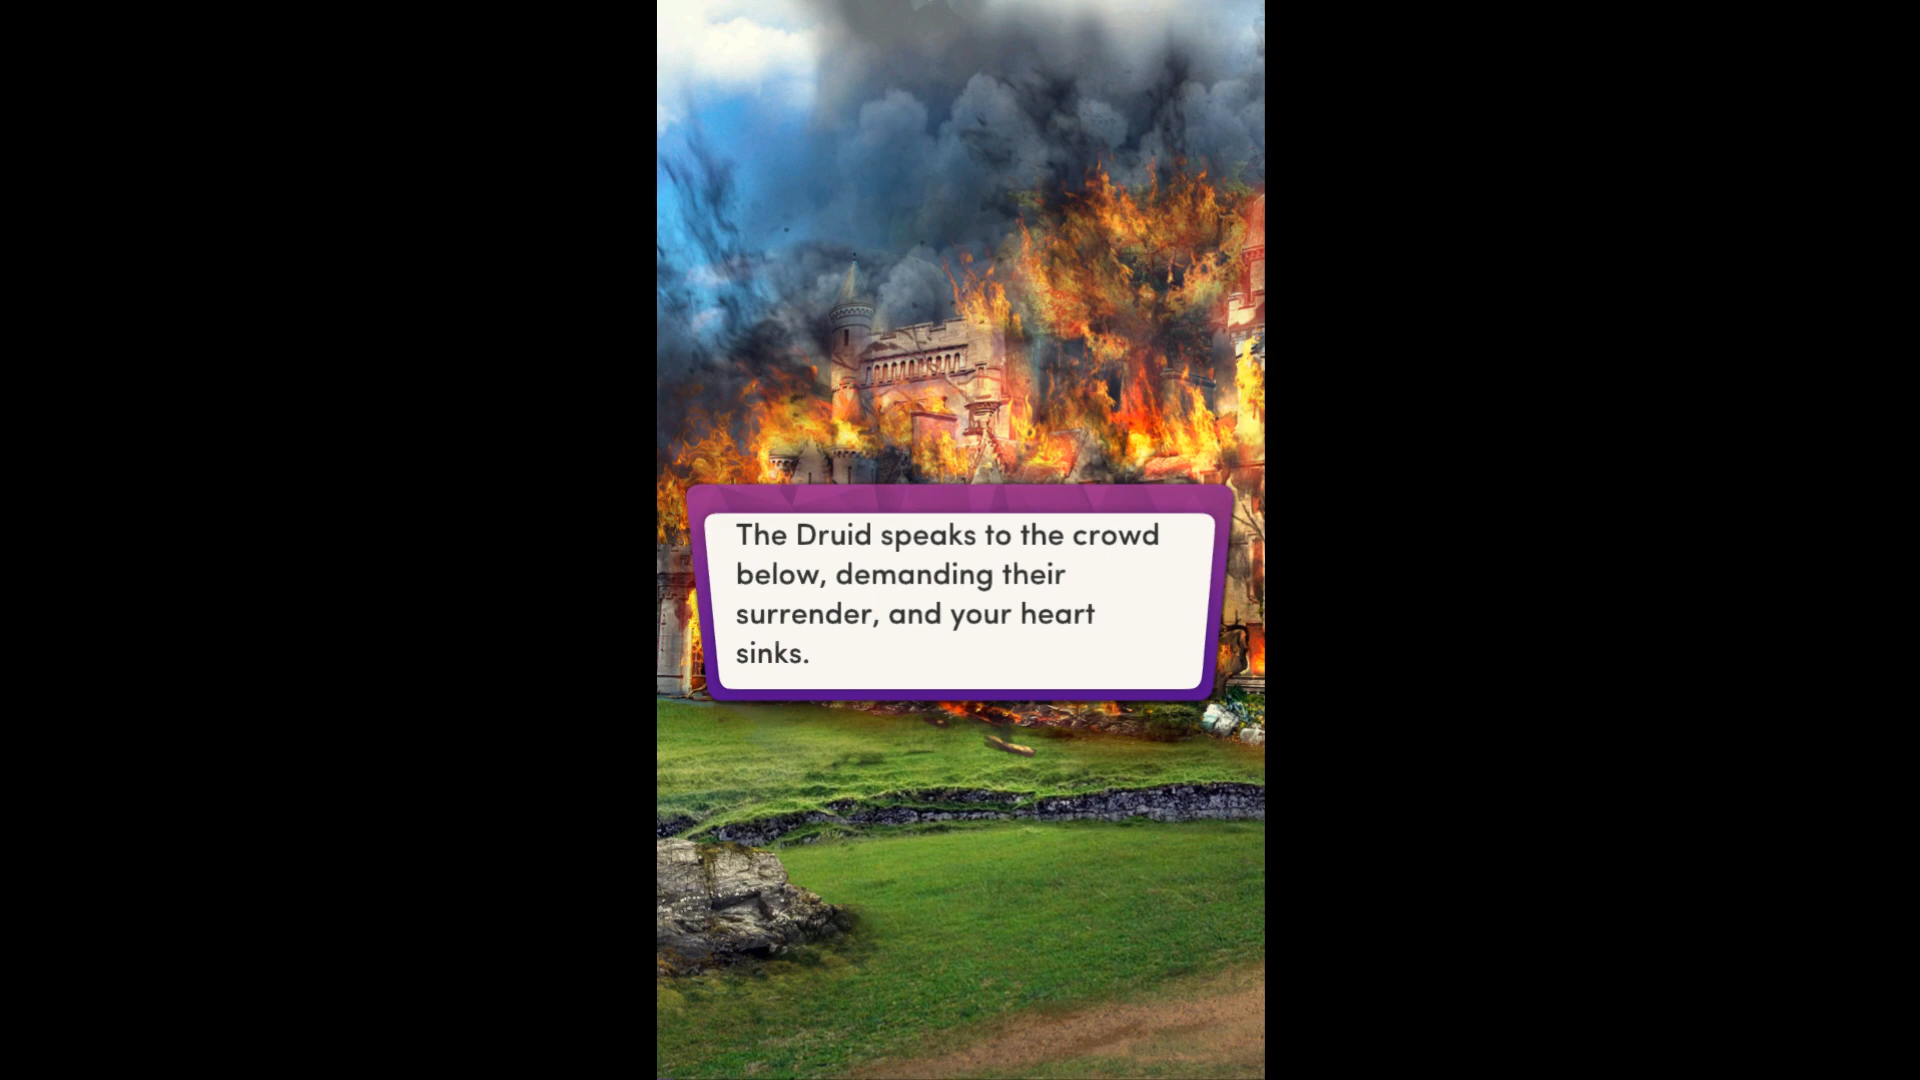 The Druid speaks to the crowd
below, demanding their
surrender, and your heart
sinks.